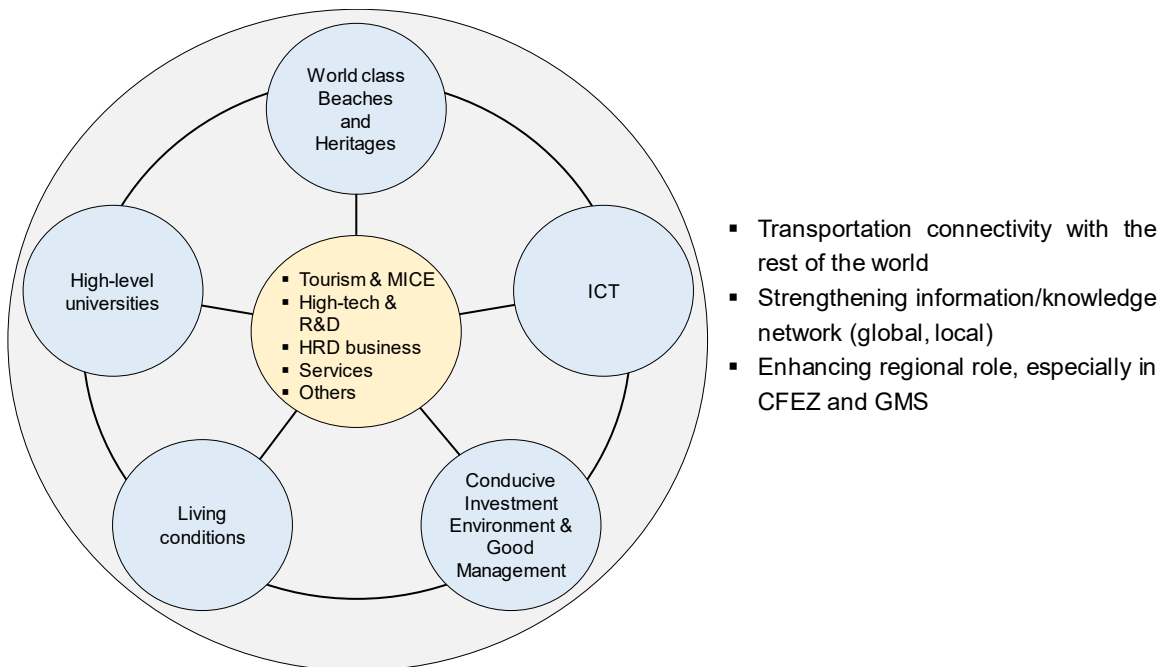 World class
Beaches
and
Heritages
High-level
universities
▪ Tourism & MICE
▪ High-tech &
R&D
▪ HRD business
▪ Services
▪ Others
ICT
Living
conditions
Conducive
Investment
Environment &
Good
Management
▪ Transportation connectivity with the
rest of the world
▪ Strengthening information/knowledge
network (global, local)
▪ Enhancing regional role, especially in
CFEZ and GMS